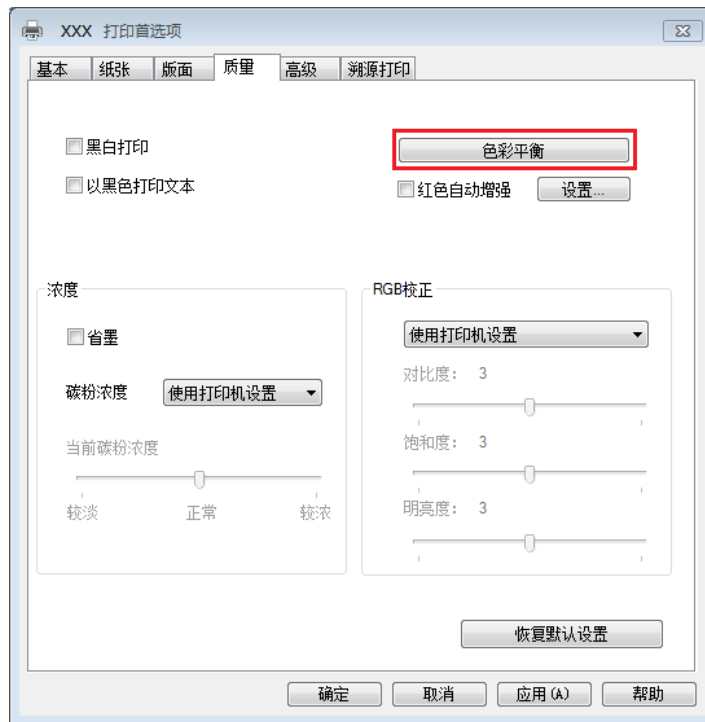 XXX 打印首选项
基本 纸张 版面 质量 高级 溯源打印
黑白打印
色彩平衡
以黑色打印文本
红色自动增强 设置...
浓度
省墨
碳粉浓度 使用打印机设置
当前碳粉浓度
较淡 正常 较浓
RGB校正
使用打印机设置
对比度： 3
饱和度： 3
明亮度： 3
恢复默认设置
确定 取消 应用(A) 帮助